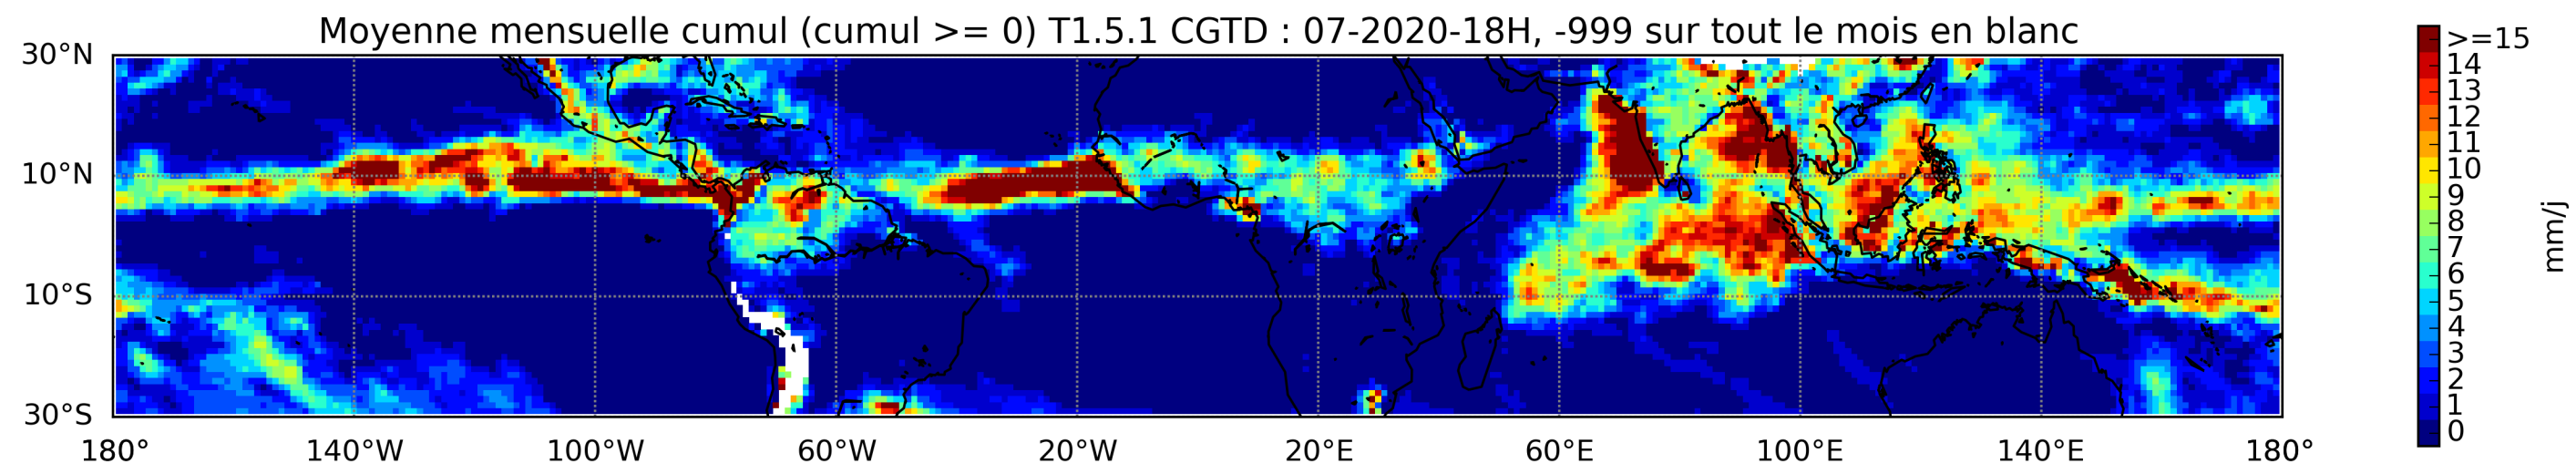 Moyenne mensuelle cumul (cumul >= 0) T1.5.1 CGTD : 07-2020-18H, -999 sur tout le mois en blanc
30°N
10°N
10°S
30°S
180°
140°W
100°W
60°W
20°W
20°E
60°E
100°E
140°E
180°
>=15
14
13
12
11
10
9
8
7
6
5
4
3
2
1
0
mm/j